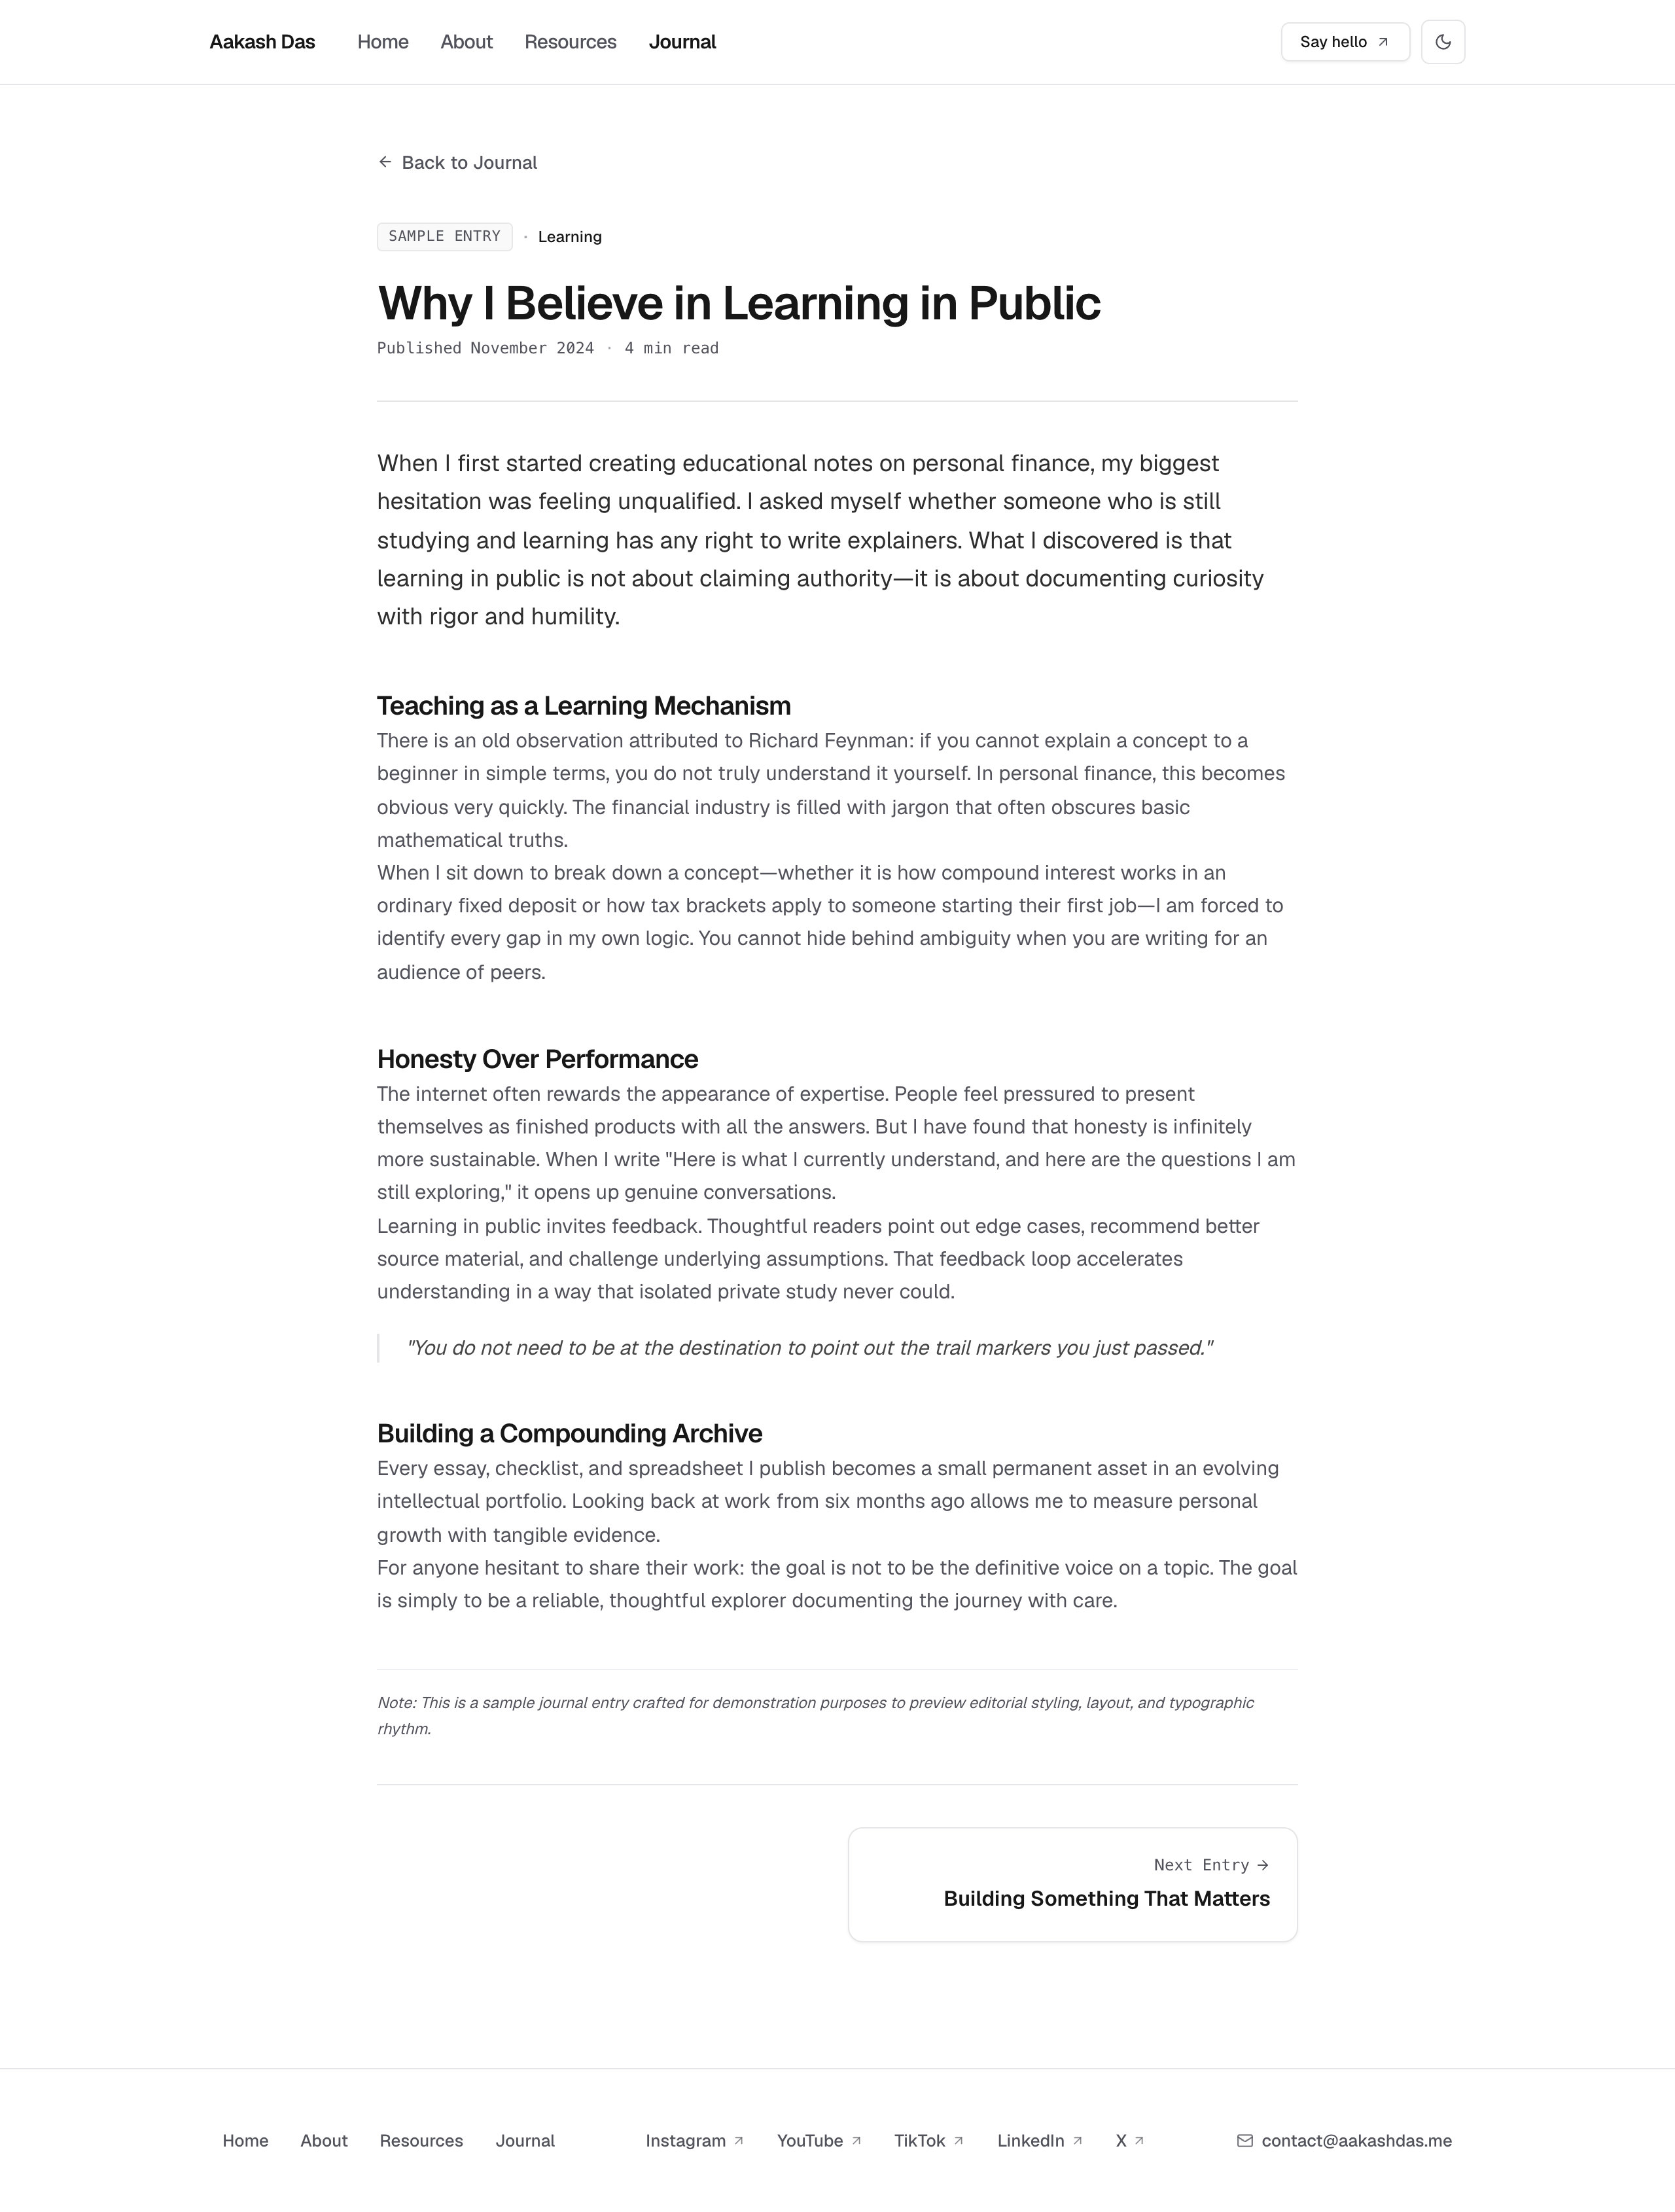 Aakash Das Home About Resources Journal Say hello
Back to Journal
SAMPLE ENTRY · Learning
Why I Believe in Learning in Public
Published November 2024 · 4 min read
When I first started creating educational notes on personal finance, my biggest
hesitation was feeling unqualified. I asked myself whether someone who is still
studying and learning has any right to write explainers. What I discovered is that
learning in public is not about claiming authority—it is about documenting curiosity
with rigor and humility.
Teaching as a Learning Mechanism
There is an old observation attributed to Richard Feynman: if you cannot explain a concept to a
beginner in simple terms, you do not truly understand it yourself. In personal finance, this becomes
obvious very quickly. The financial industry is filled with jargon that often obscures basic
mathematical truths.
When I sit down to break down a concept—whether it is how compound interest works in an
ordinary fixed deposit or how tax brackets apply to someone starting their first job—I am forced to
identify every gap in my own logic. You cannot hide behind ambiguity when you are writing for an
audience of peers.
Honesty Over Performance
The internet often rewards the appearance of expertise. People feel pressured to present
themselves as finished products with all the answers. But I have found that honesty is infinitely
more sustainable. When I write "Here is what I currently understand, and here are the questions I am
still exploring," it opens up genuine conversations.
Learning in public invites feedback. Thoughtful readers point out edge cases, recommend better
source material, and challenge underlying assumptions. That feedback loop accelerates
understanding in a way that isolated private study never could.
"You do not need to be at the destination to point out the trail markers you just passed."
Building a Compounding Archive
Every essay, checklist, and spreadsheet I publish becomes a small permanent asset in an evolving
intellectual portfolio. Looking back at work from six months ago allows me to measure personal
growth with tangible evidence.
For anyone hesitant to share their work: the goal is not to be the definitive voice on a topic. The goal
is simply to be a reliable, thoughtful explorer documenting the journey with care.
Note: This is a sample journal entry crafted for demonstration purposes to preview editorial styling, layout, and typographic
rhythm.
Next Entry
Building Something That Matters
Home About Resources Journal Instagram YouTube TikTok LinkedIn X contact@aakashdas.me